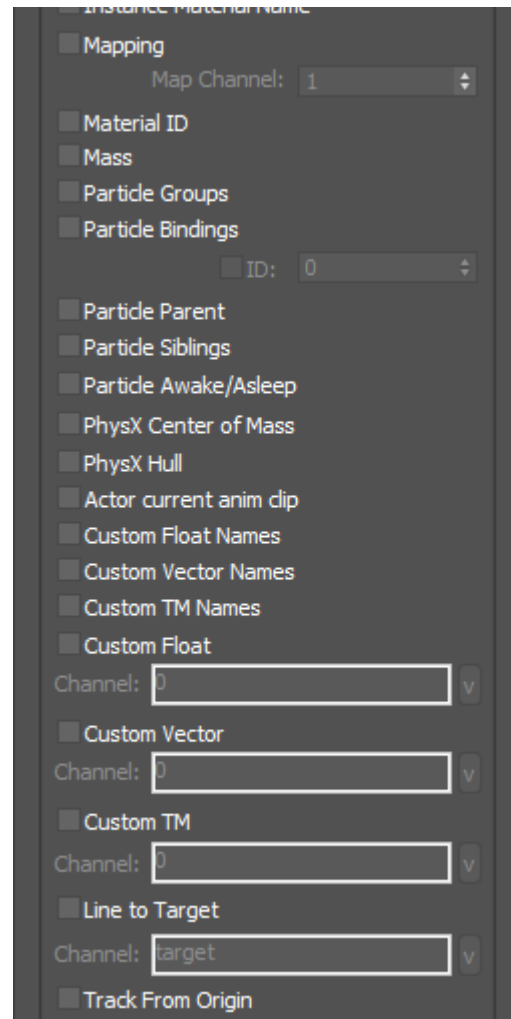 Instance Material Name
Mapping
Map Channel: 1
Material ID
Mass
Particle Groups
Particle Bindings
ID: 0
Particle Parent
Particle Siblings
Particle Awake/Asleep
PhysX Center of Mass
PhysX Hull
Actor current anim clip
Custom Float Names
Custom Vector Names
Custom TM Names
Custom Float
Channel: 0 v
Custom Vector
Channel: 0 v
Custom TM
Channel: 0 v
Line to Target
Channel: target v
Track From Origin